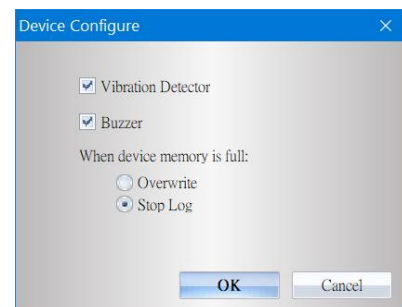 Device Configure
Vibration Detector
Buzzer
When device memory is full:
Overwrite
Stop Log
OK Cancel